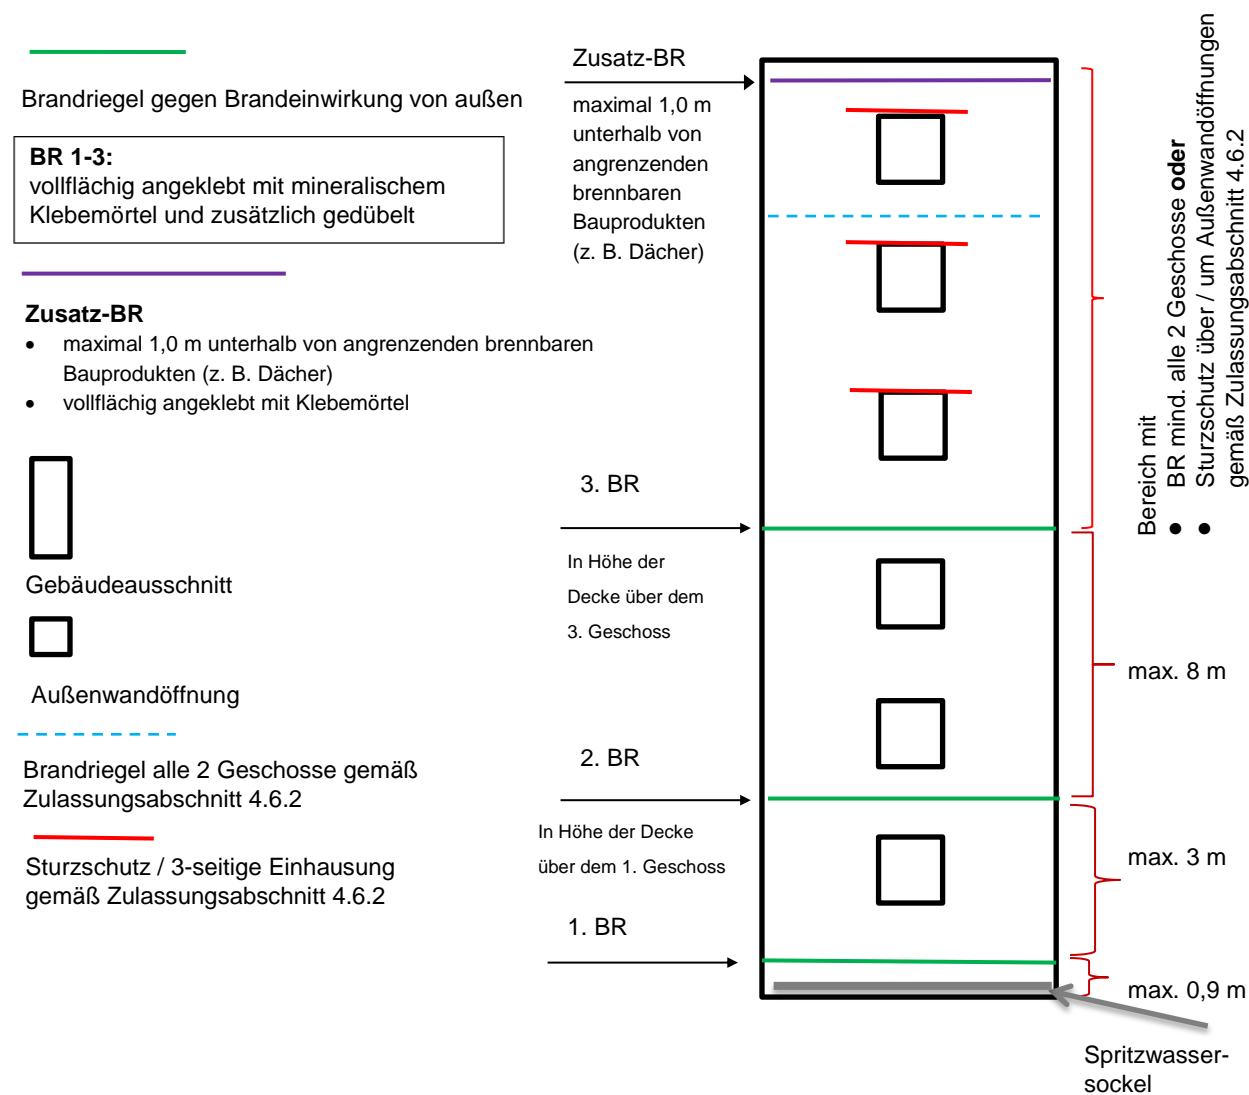 Brandriegel gegen Brandeinwirkung von außen
BR 1-3:
vollflächig angeklebt mit mineralischem
Klebemörtel und zusätzlich gedübelt
Zusatz-BR
• maximal 1,0 m unterhalb von angrenzenden brennbaren
Bauprodukten (z. B. Dächer)
• vollflächig angeklebt mit Klebemörtel
Gebäudeausschnitt
Außenwandöffnung
Brandriegel alle 2 Geschosse gemäß
Zulassungsabschnitt 4.6.2
Sturzschutz / 3-seitige Einhausung
gemäß Zulassungsabschnitt 4.6.2
Zusatz-BR
maximal 1,0 m
unterhalb von
angrenzenden
brennbaren
Bauprodukten
(z. B. Dächer)
3. BR
In Höhe der
Decke über dem
3. Geschoss
2. BR
In Höhe der Decke
über dem 1. Geschoss
1. BR
Bereich mit
• BR mind. alle 2 Geschosse oder
• Sturzschutz über / um Außenwandöffnungen
gemäß Zulassungsabschnitt 4.6.2
max. 8 m
max. 3 m
max. 0,9 m
Spritzwasser-
sockel